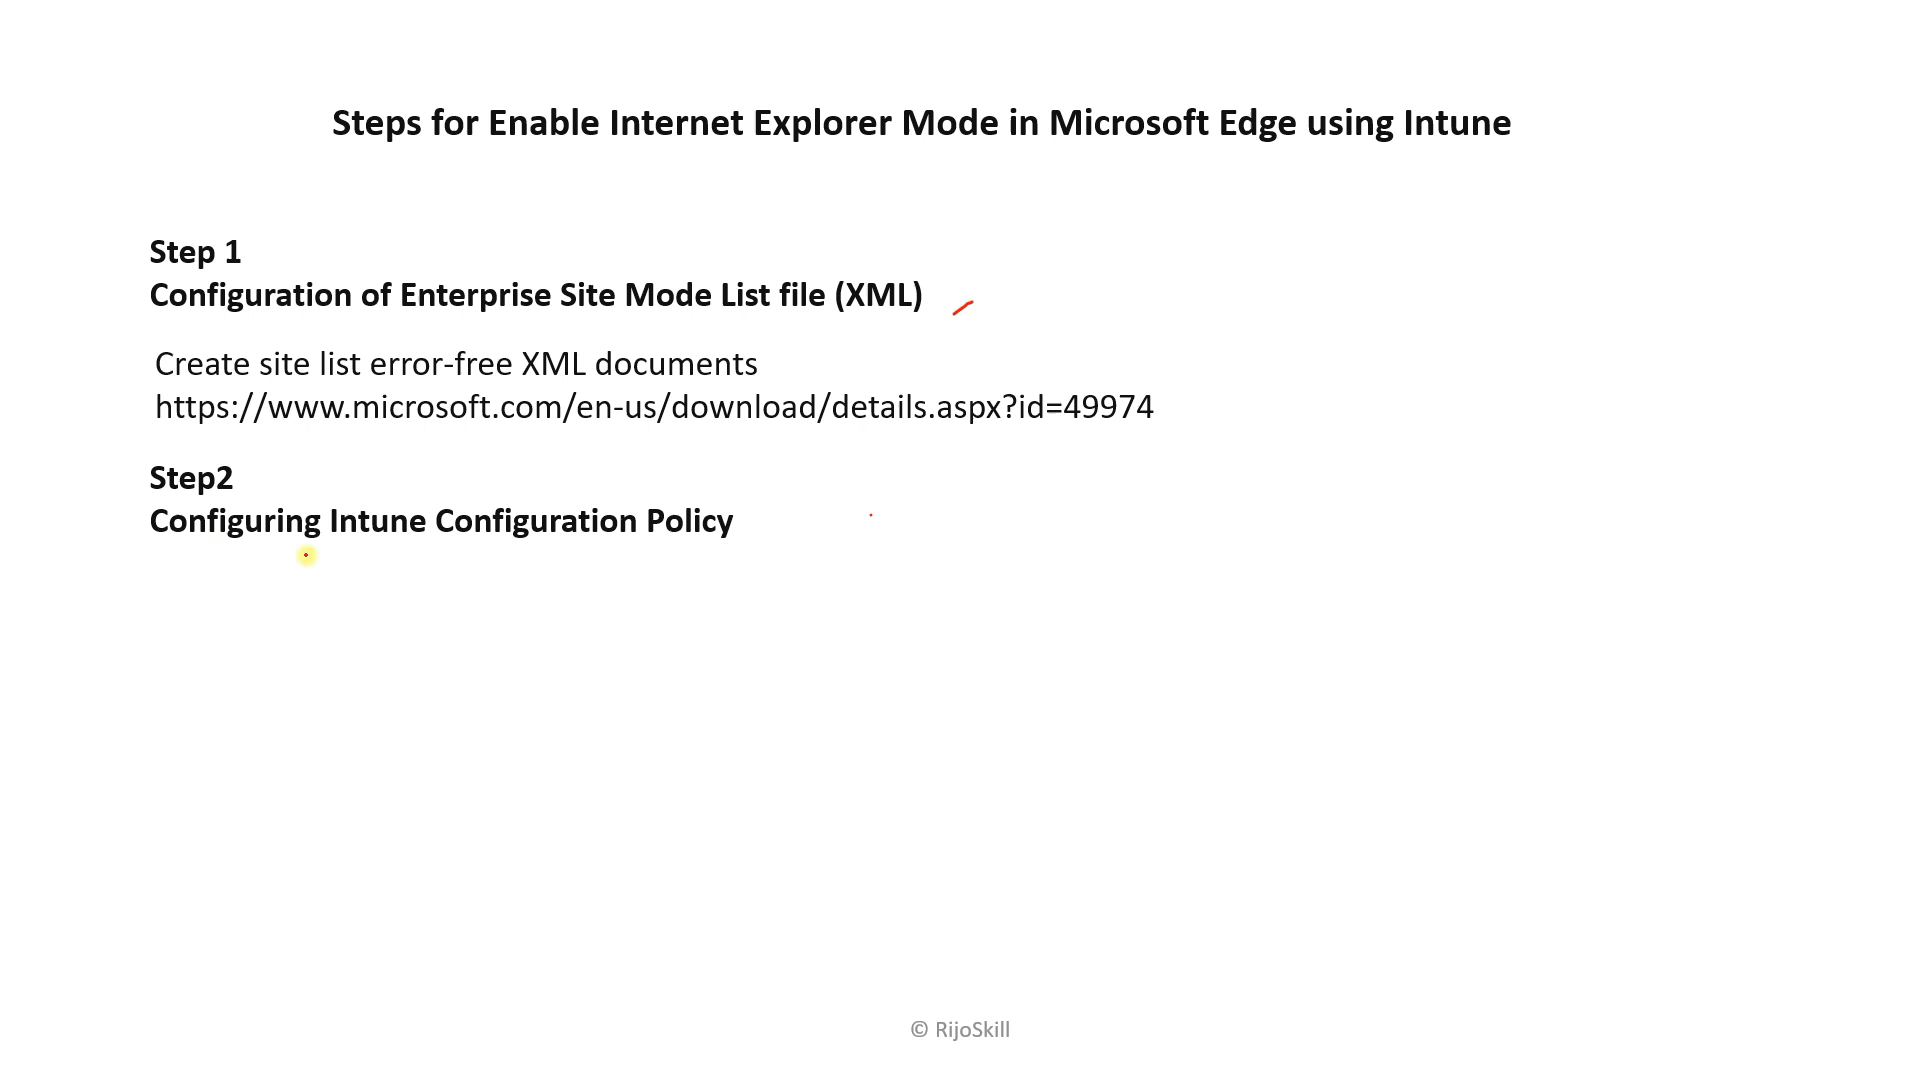 Steps for Enable Internet Explorer Mode in Microsoft Edge using Intune
Step 1
Configuration of Enterprise Site Mode List file (XML)
Create site list error-free XML documents
https://www.microsoft.com/en-us/download/details.aspx?id=49974
Step2
Configuring Intune Configuration Policy
© RijoSkill